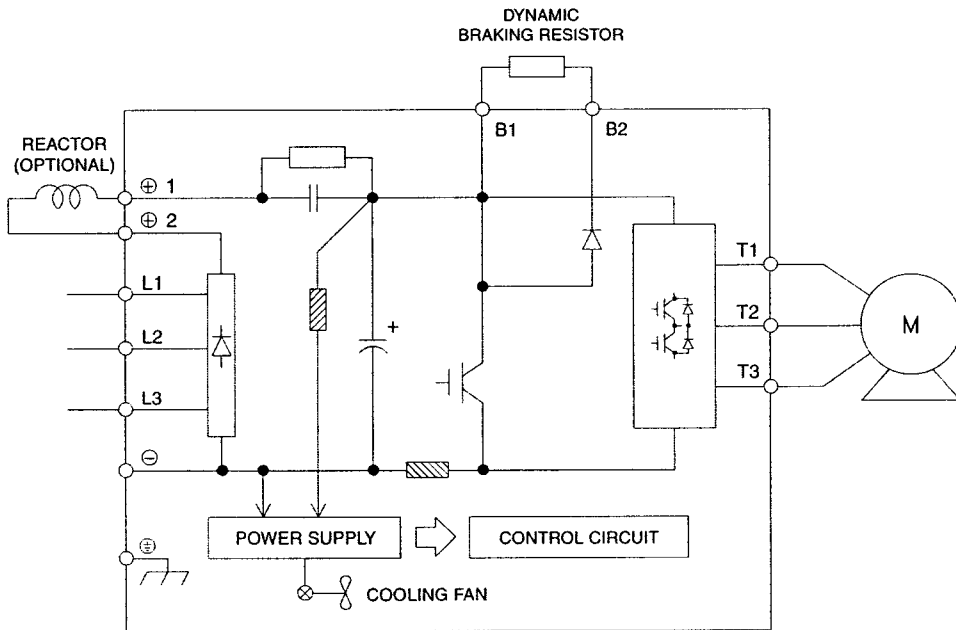 DYNAMIC
BRAKING RESISTOR
B1
B2
REACTOR
(OPTIONAL)
⊕ 1
⊕ 2
L1
L2
L3
⊖
+
T1
T2
T3
M
POWER SUPPLY
CONTROL CIRCUIT
COOLING FAN